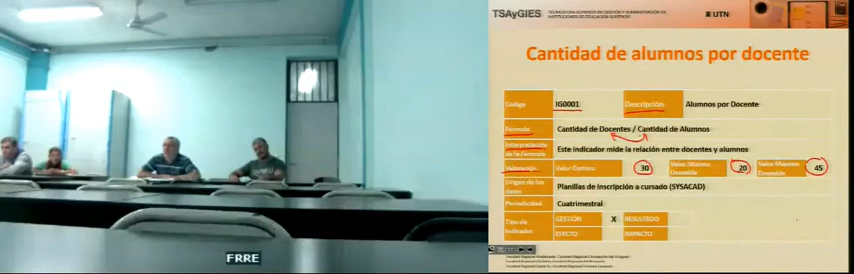 FRRE
TSAyGIES
TECNICATURA SUPERIOR EN GESTIÓN Y ADMINISTRACIÓN DE
INSTITUCIONES DE EDUCACIÓN SUPERIOR
UTN
Cantidad de alumnos por docente
Código IG0001 Descripción Alumnos por Docente
Fórmula Cantidad de Docentes / Cantidad de Alumnos
Interpretación de la Fórmula Este indicador mide la relación entre docentes y alumnos
Valor Óptimo 30 Valor Mínimo Deseable 20 Valor Máximo Deseable 45
Origen de los datos Planillas de inscripción a cursado (SYSACAD)
Periodicidad Cuatrimestral
Tipo de Indicador GESTIÓN X RESULTADO
EFECTO IMPACTO